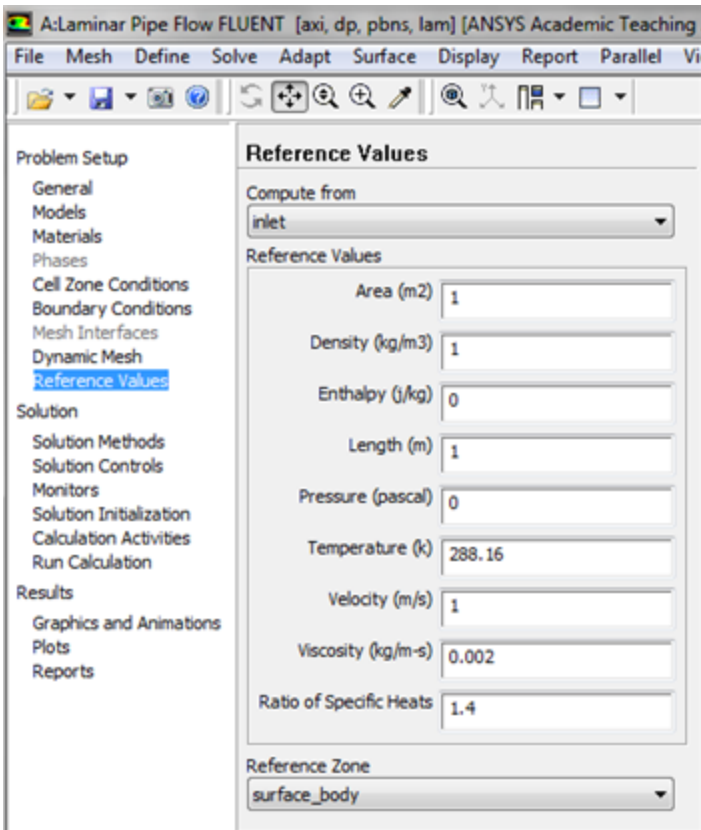 A:Laminar Pipe Flow FLUENT [axi, dp, pbns, lam] [ANSYS Academic Teaching
File Mesh Define Solve Adapt Surface Display Report Parallel Vi
Problem Setup
General
Models
Materials
Phases
Cell Zone Conditions
Boundary Conditions
Mesh Interfaces
Dynamic Mesh
Reference Values
Solution
Solution Methods
Solution Controls
Monitors
Solution Initialization
Calculation Activities
Run Calculation
Results
Graphics and Animations
Plots
Reports
Reference Values
Compute from
inlet
Reference Values
Area (m2) 1
Density (kg/m3) 1
Enthalpy (j/kg) 0
Length (m) 1
Pressure (pascal) 0
Temperature (k) 288.16
Velocity (m/s) 1
Viscosity (kg/m-s) 0.002
Ratio of Specific Heats 1.4
Reference Zone
surface_body